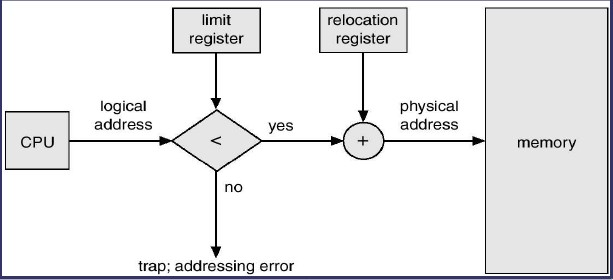 limit
register
relocation
register
logical
address
physical
address
CPU
<
yes
+
memory
no
trap; addressing error